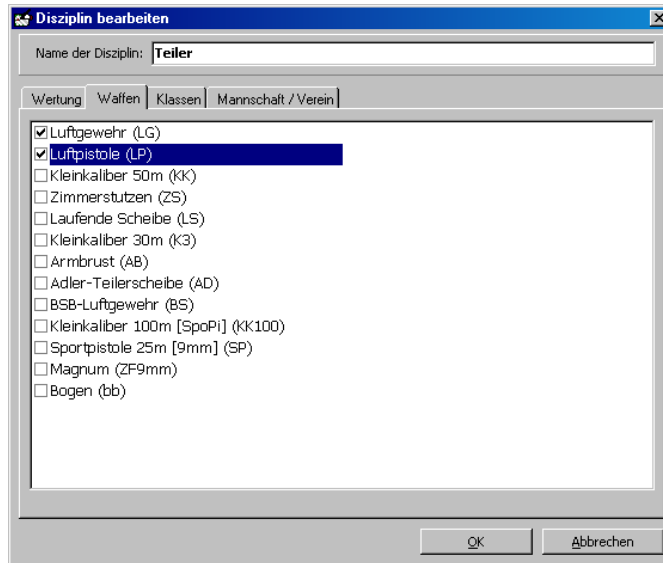 Disziplin bearbeiten
Name der Disziplin: Teiler
Wertung Waffen Klassen Mannschaft / Verein
Luftgewehr (LG)
Luftpistole (LP)
Kleinkaliber 50m (KK)
Zimmerstutzen (ZS)
Laufende Scheibe (LS)
Kleinkaliber 30m (K3)
Armbrust (AB)
Adler-Teilerscheibe (AD)
BSB-Luftgewehr (BS)
Kleinkaliber 100m [SpoPi] (KK100)
Sportpistole 25m [9mm] (SP)
Magnum (ZF9mm)
Bogen (bb)
OK Abbrechen